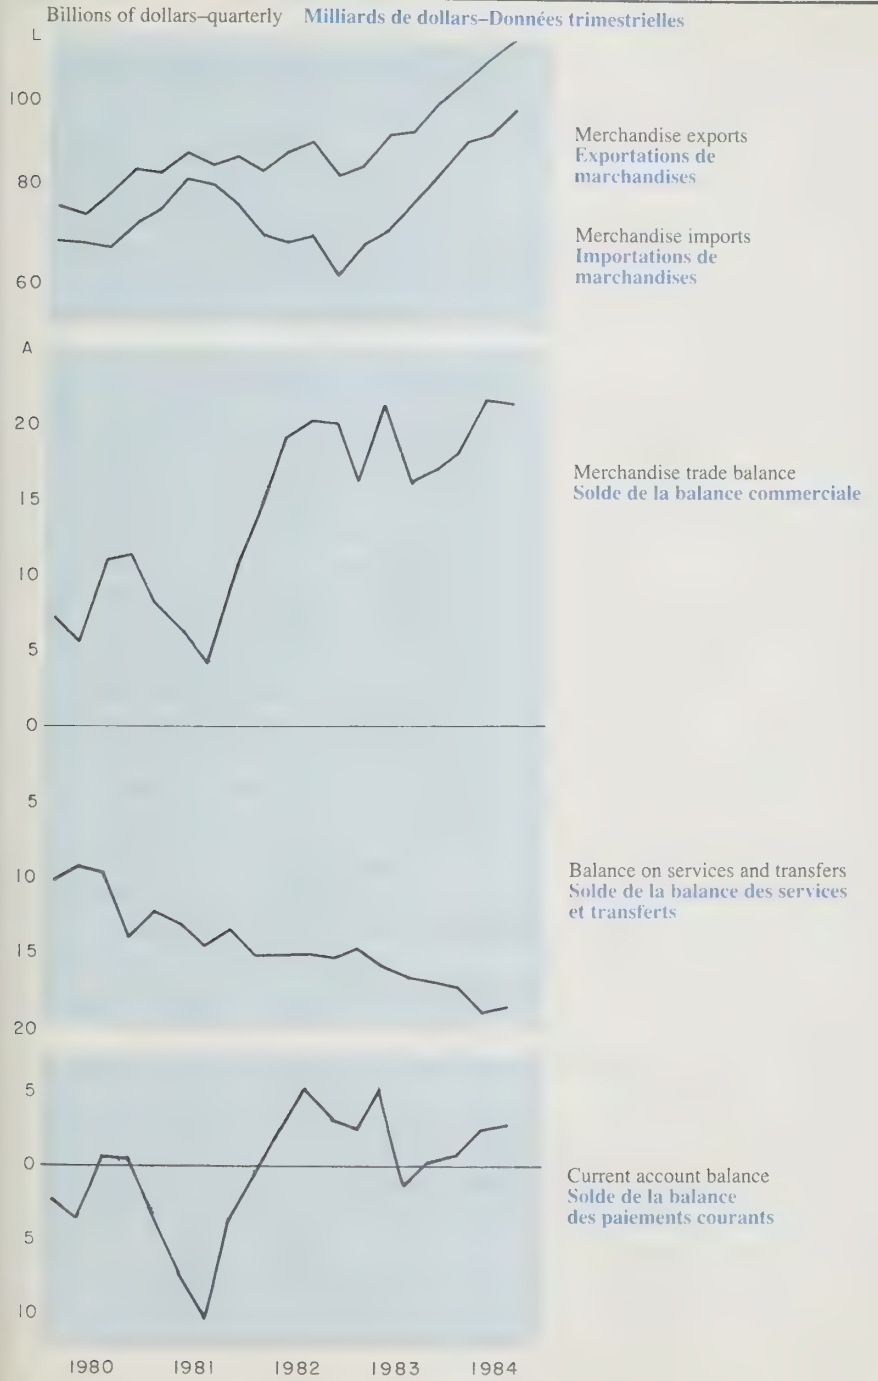 Billions of dollars–quarterly Milliards de dollars–Données trimestrielles
L
100
80
60
Merchandise exports
Exportations de
marchandises
Merchandise imports
Importations de
marchandises
A
20
15
10
5
0
5
10
15
20
Merchandise trade balance
Solde de la balance commerciale
Balance on services and transfers
Solde de la balance des services
et transferts
5
0
5
10
Current account balance
Solde de la balance
des paiements courants
1980 1981 1982 1983 1984